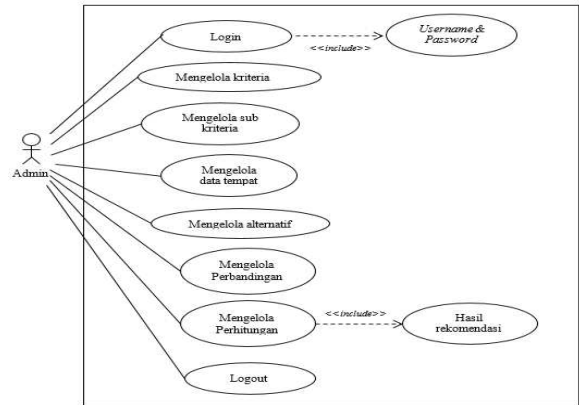 Login
<<include>>
Username &
Password
Mengelola kriteria
Mengelola sub
kriteria
Admin
Mengelola
data tempat
Mengelola alternatif
Mengelola
Perbandingan
Mengelola
Perhitungan
<<include>>
Hasil
rekomendasi
Logout